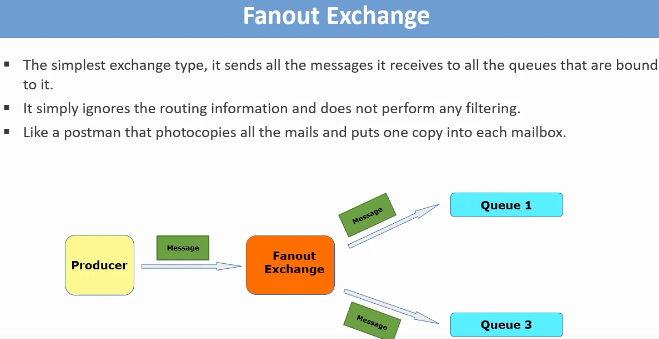 Fanout Exchange
▪ The simplest exchange type, it sends all the messages it receives to all the queues that are bound
to it.
▪ It simply ignores the routing information and does not perform any filtering.
▪ Like a postman that photocopies all the mails and puts one copy into each mailbox.
Message
Queue 1
Producer
Message
Fanout
Exchange
Message
Queue 3